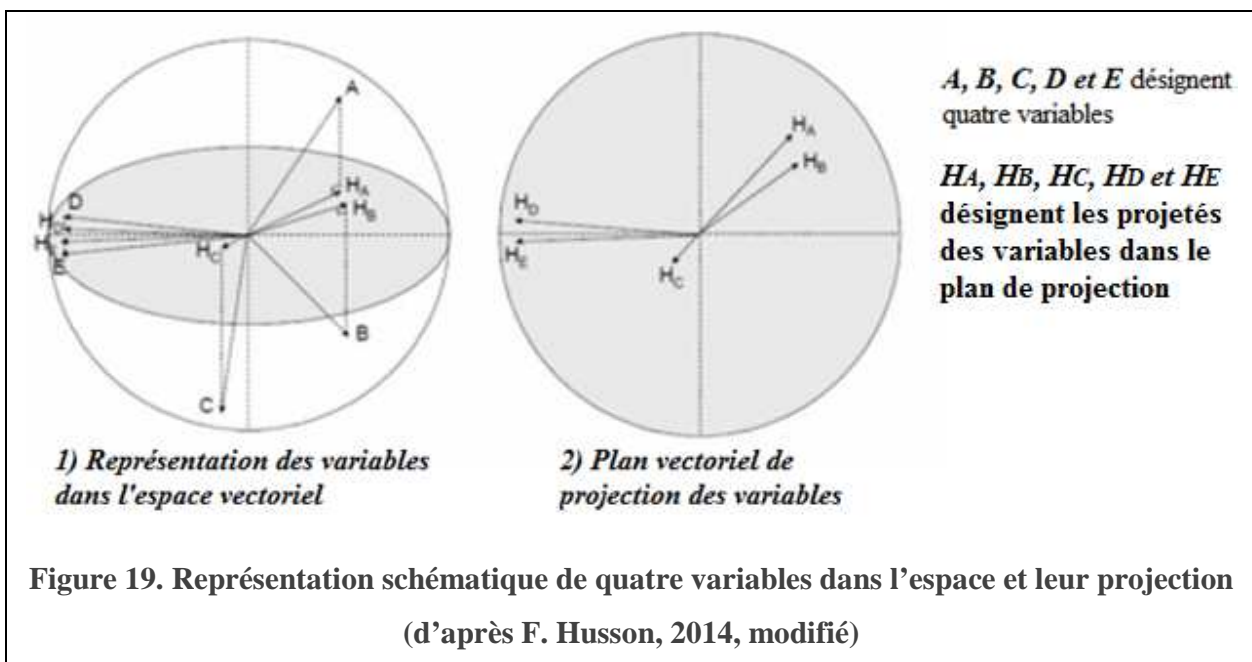 A
D
H_A
H_B
H_D
H_E
E
H_C
B
C
1) Représentation des variables
dans l'espace vectoriel
H_A
H_B
H_D
H_E
H_C
2) Plan vectoriel de
projection des variables
A, B, C, D et E désignent
quatre variables
HA, HB, HC, HD et HE
désignent les projetés
des variables dans le
plan de projection
Figure 19. Représentation schématique de quatre variables dans l’espace et leur projection
(d’après F. Husson, 2014, modifié)